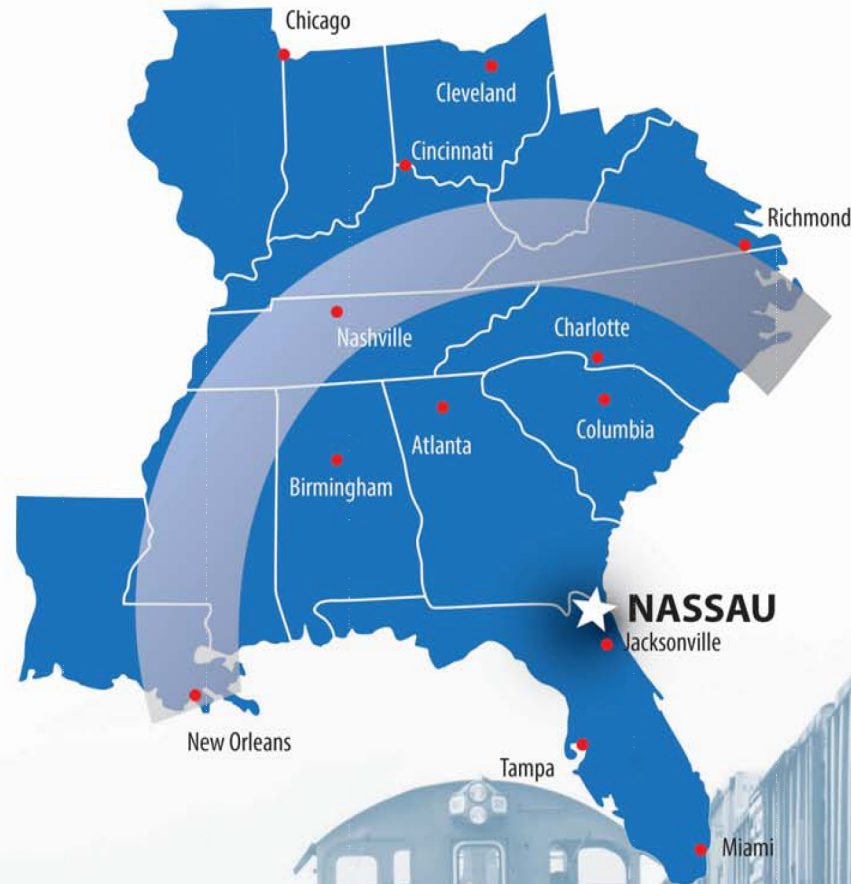 Chicago
Cleveland
Cincinnati
Richmond
Nashville
Charlotte
Columbia
Atlanta
Birmingham
NASSAU
Jacksonville
New Orleans
Tampa
Miami